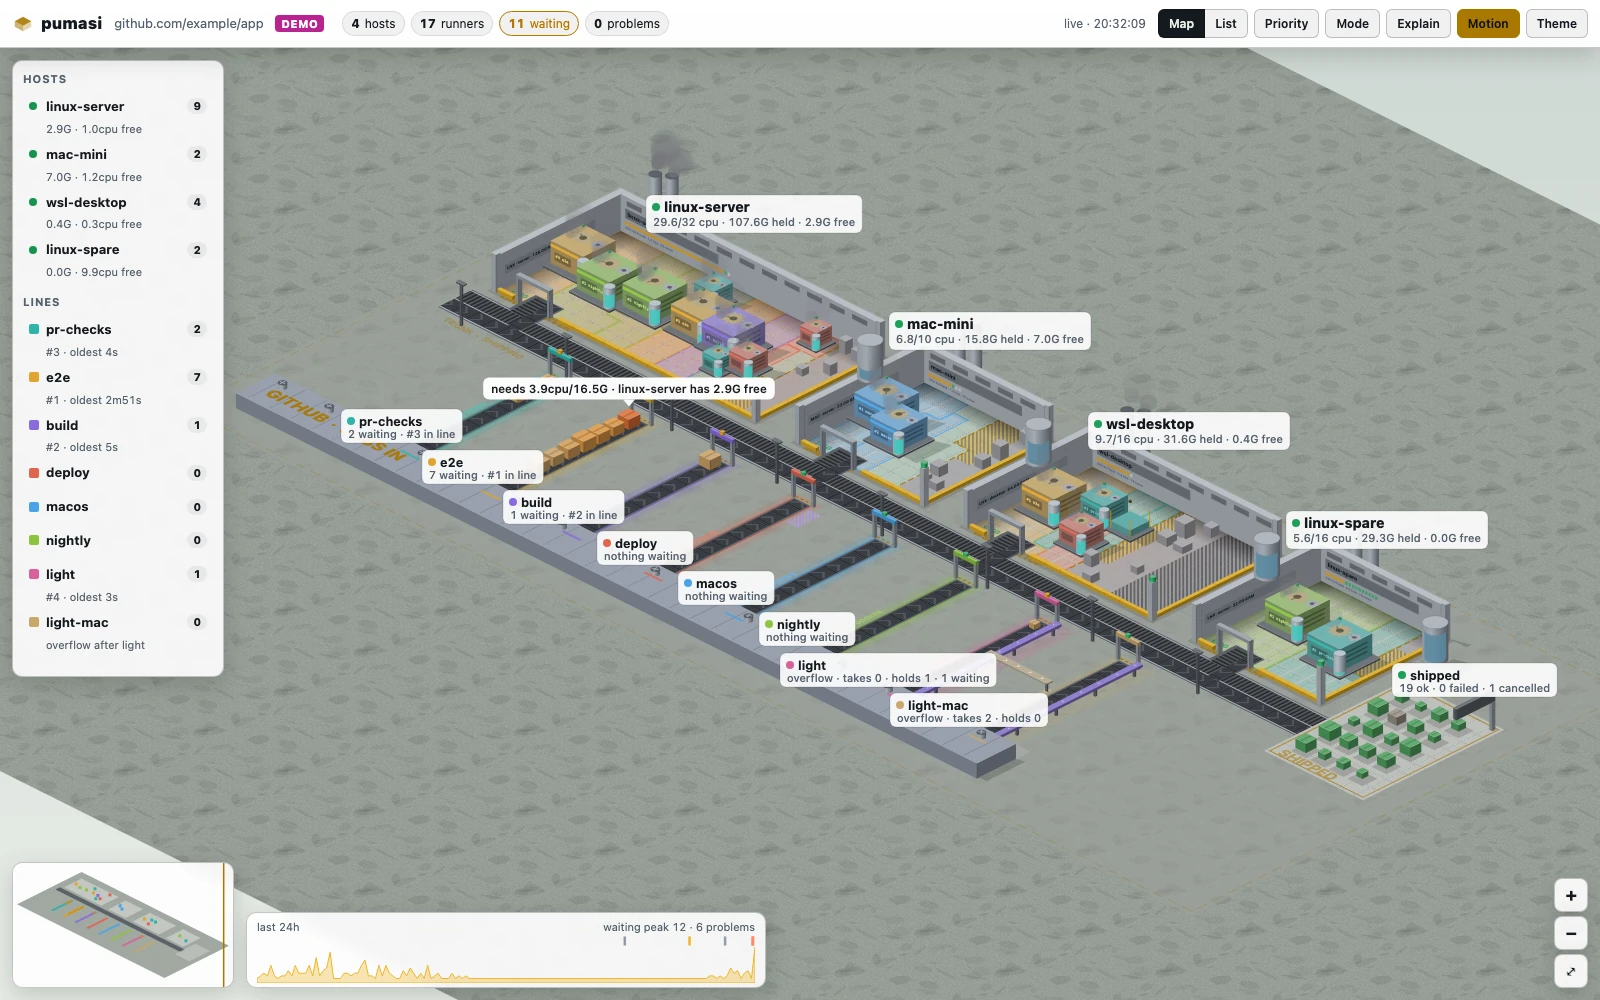 pumasi github.com/example/app DEMO 4 hosts 17 runners 11 waiting 0 problems live · 20:32:09 Map List Priority Mode Explain Motion Theme
HOSTS
linux-server 9
2.9G · 1.0cpu free
mac-mini 2
7.0G · 1.2cpu free
wsl-desktop 4
0.4G · 0.3cpu free
linux-spare 2
0.0G · 9.9cpu free
LINES
pr-checks 2
#3 · oldest 4s
e2e 7
#1 · oldest 2m51s
build 1
#2 · oldest 5s
deploy 0
macos 0
nightly 0
light 1
#4 · oldest 3s
light-mac 0
overflow after light
linux-server
29.6/32 cpu · 107.6G held · 2.9G free
mac-mini
6.8/10 cpu · 15.8G held · 7.0G free
wsl-desktop
9.7/16 cpu · 31.6G held · 0.4G free
linux-spare
5.6/16 cpu · 29.3G held · 0.0G free
needs 3.9cpu/16.5G · linux-server has 2.9G free
GITHUB
IN
pr-checks
2 waiting · #3 in line
e2e
7 waiting · #1 in line
build
1 waiting · #2 in line
deploy
nothing waiting
macos
nothing waiting
nightly
nothing waiting
light
overflow · takes 0 · holds 1 · 1 waiting
light-mac
overflow · takes 2 · holds 0
shipped
19 ok · 0 failed · 1 cancelled
SHIPPED
last 24h waiting peak 12 · 6 problems
+
−